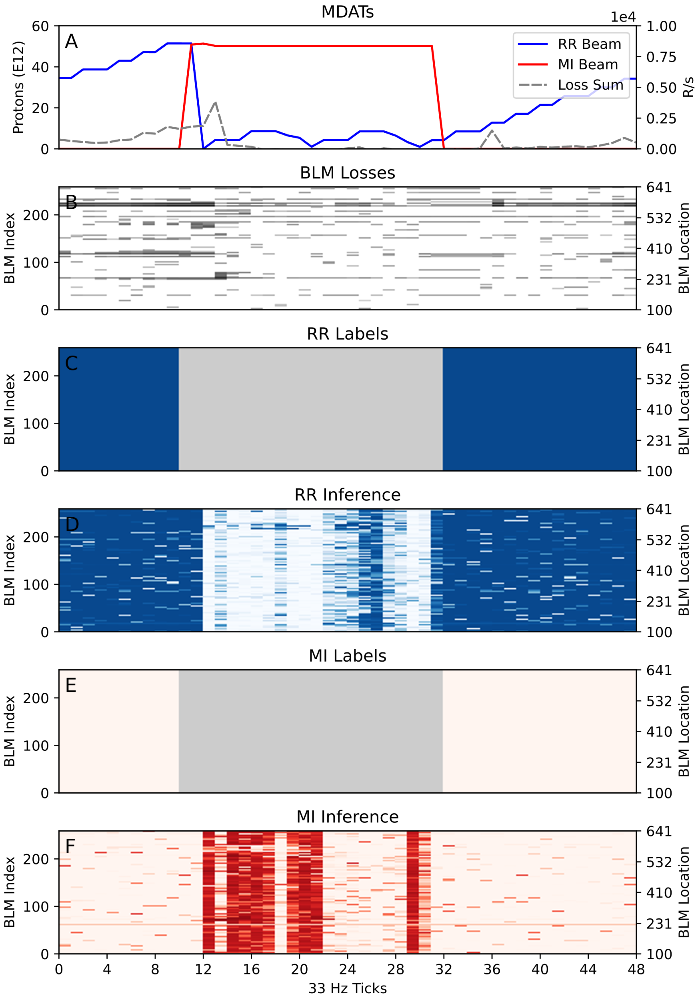 MDATs
1e4
A
60
40
20
0
Protons (E12)
1.00
0.75
0.50
0.25
0.00
R/s
RR Beam
MI Beam
Loss Sum
BLM Losses
B
200
100
0
BLM Index
641
532
410
231
100
BLM Location
RR Labels
C
200
100
0
BLM Index
641
532
410
231
100
BLM Location
RR Inference
D
200
100
0
BLM Index
641
532
410
231
100
BLM Location
MI Labels
E
200
100
0
BLM Index
641
532
410
231
100
BLM Location
MI Inference
F
200
100
0
BLM Index
641
532
410
231
100
BLM Location
0 4 8 12 16 20 24 28 32 36 40 44 48
33 Hz Ticks